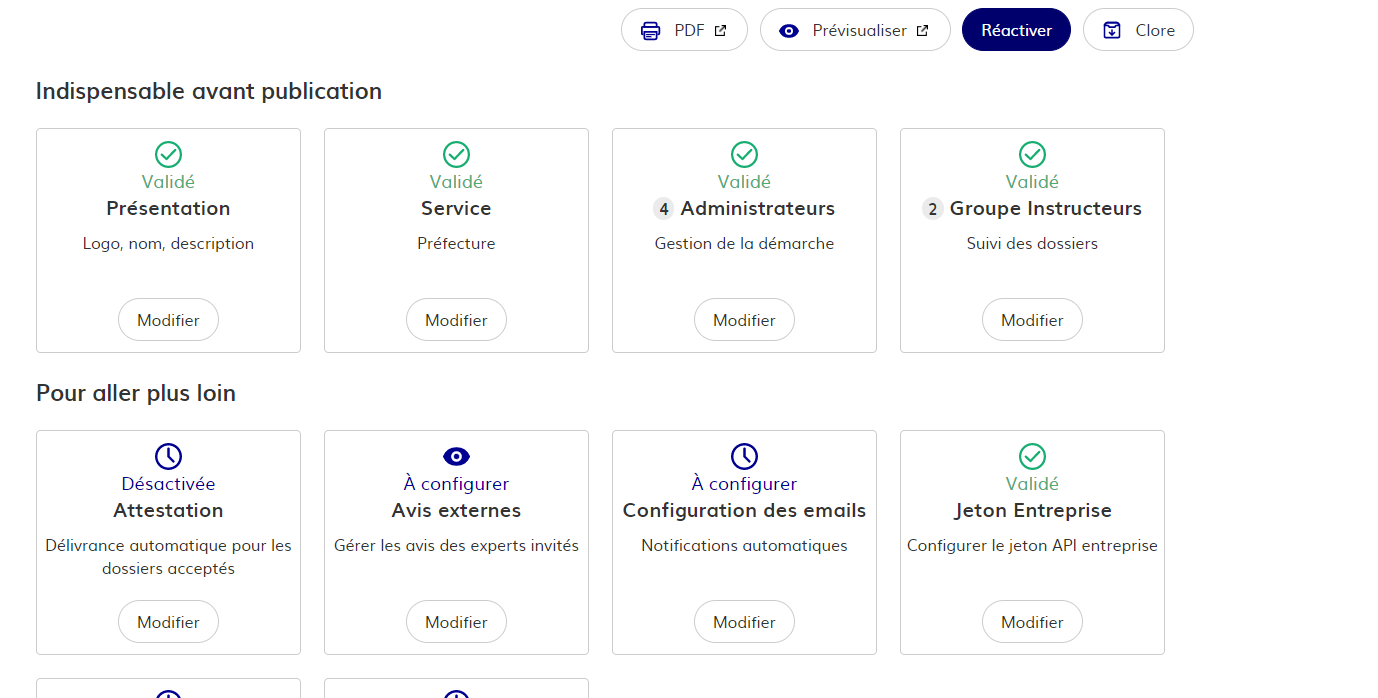 PDF
Prévisualiser
Réactiver
Clore
Indispensable avant publication
Validé
Présentation
Logo, nom, description
Modifier
Validé
Service
Préfecture
Modifier
Validé
4 Administrateurs
Gestion de la démarche
Modifier
Validé
2 Groupe Instructeurs
Suivi des dossiers
Modifier
Pour aller plus loin
Désactivée
Attestation
Délivrance automatique pour les
dossiers acceptés
Modifier
À configurer
Avis externes
Gérer les avis des experts invités
Modifier
À configurer
Configuration des emails
Notifications automatiques
Modifier
Validé
Jeton Entreprise
Configurer le jeton API entreprise
Modifier